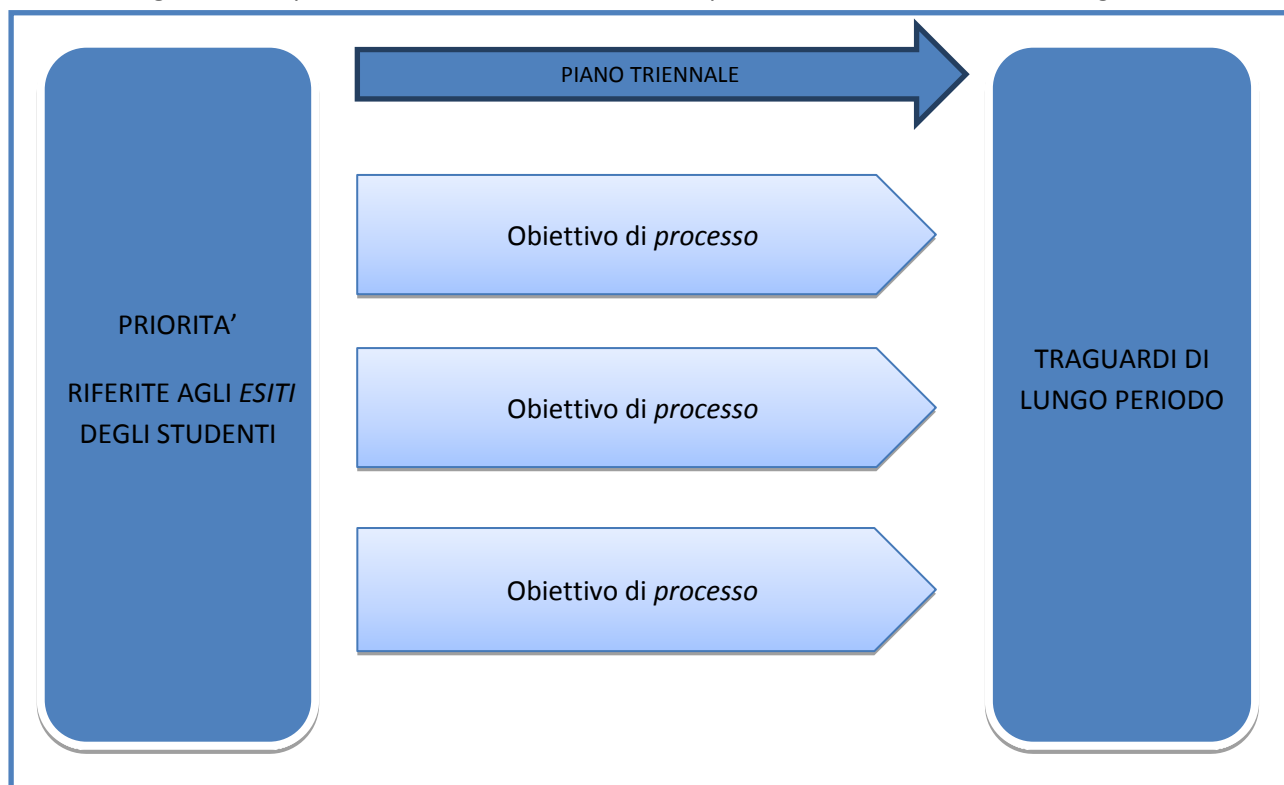 PIANO TRIENNALE
PRIORITA’
RIFERITE AGLI ESITI
DEGLI STUDENTI
Obiettivo di processo
Obiettivo di processo
Obiettivo di processo
TRAGUARDI DI
LUNGO PERIODO